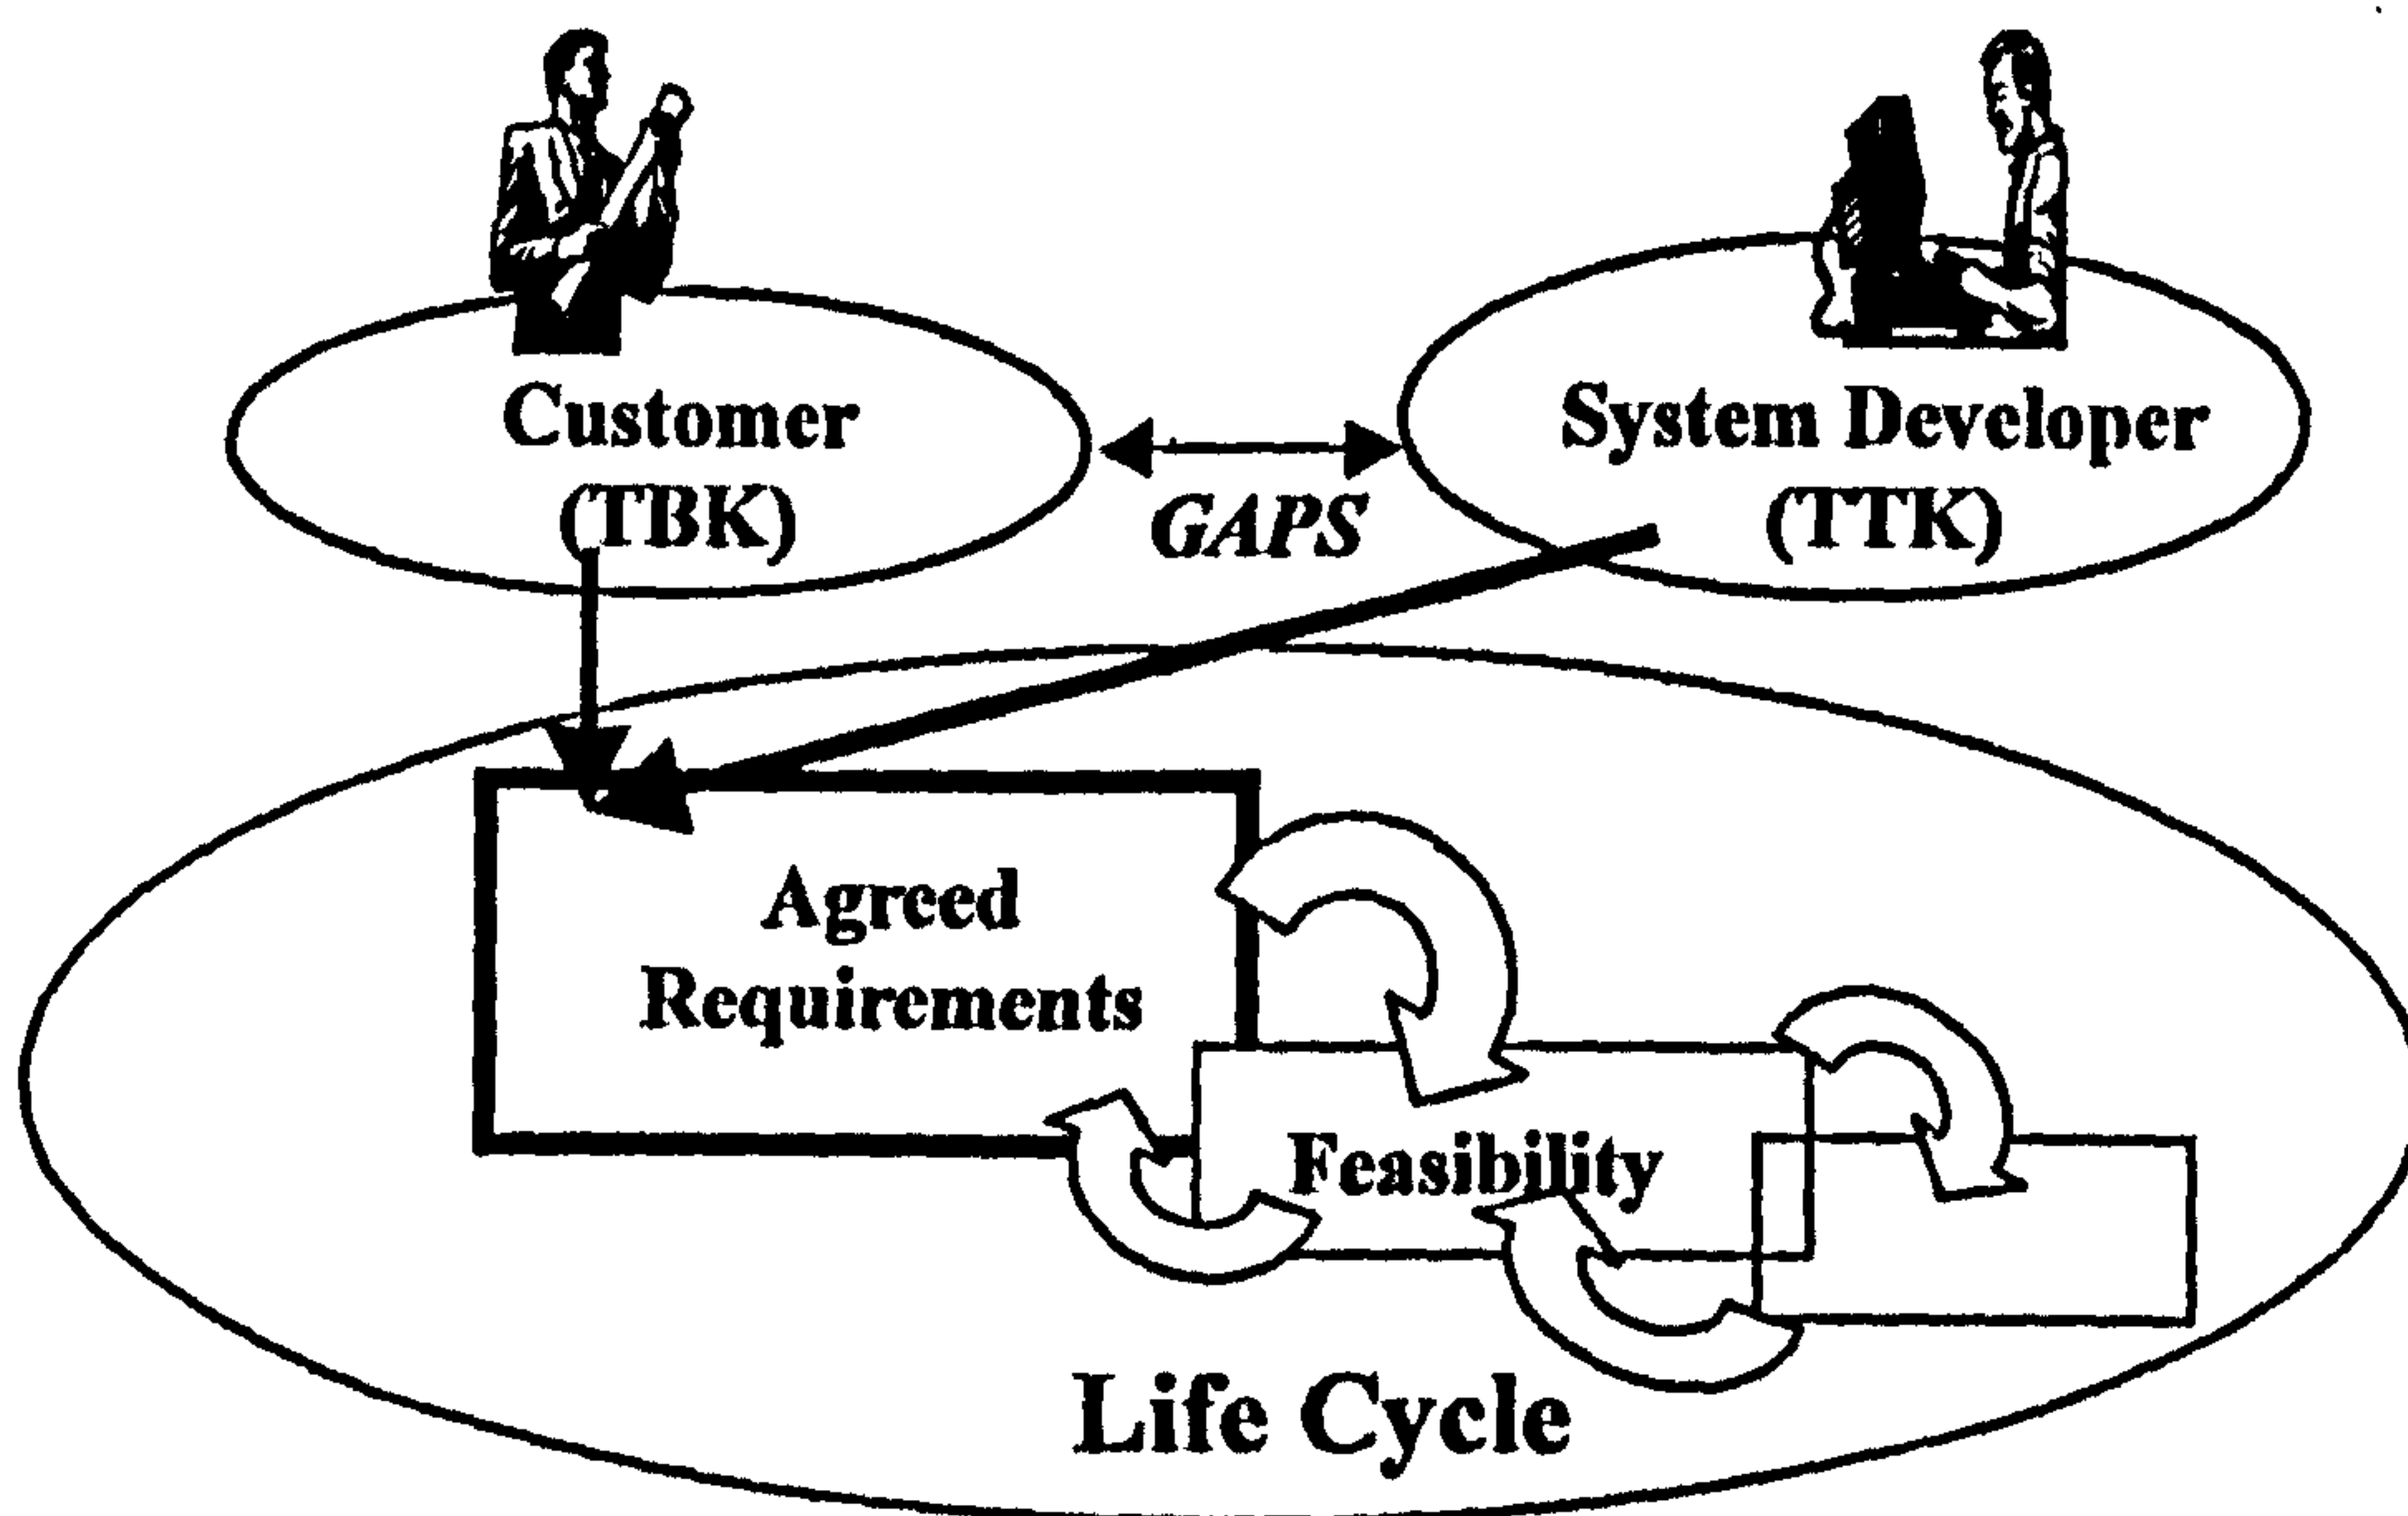 Customer
(TBK)
GAPS
System Developer
(TTK)
Agreed
Requirements
Feasibility
Life Cycle